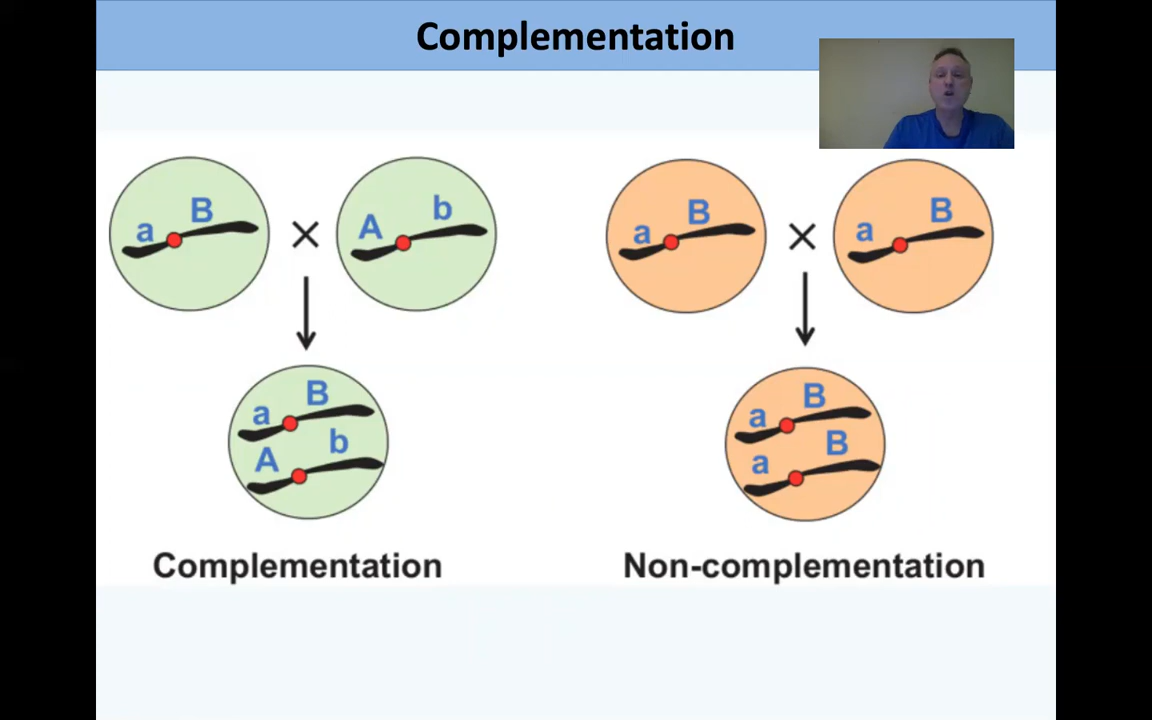 Complementation
a B × A b
a B × a B
a B
A b
a B
a B
Complementation
Non-complementation